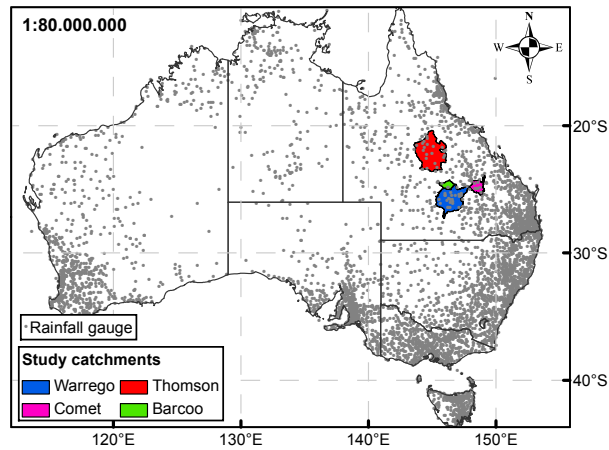 1:80.000.000
N
W E
S
20°S
30°S
40°S
Rainfall gauge
Study catchments
Warrego Thomson
Comet Barcoo
120°E 130°E 140°E 150°E